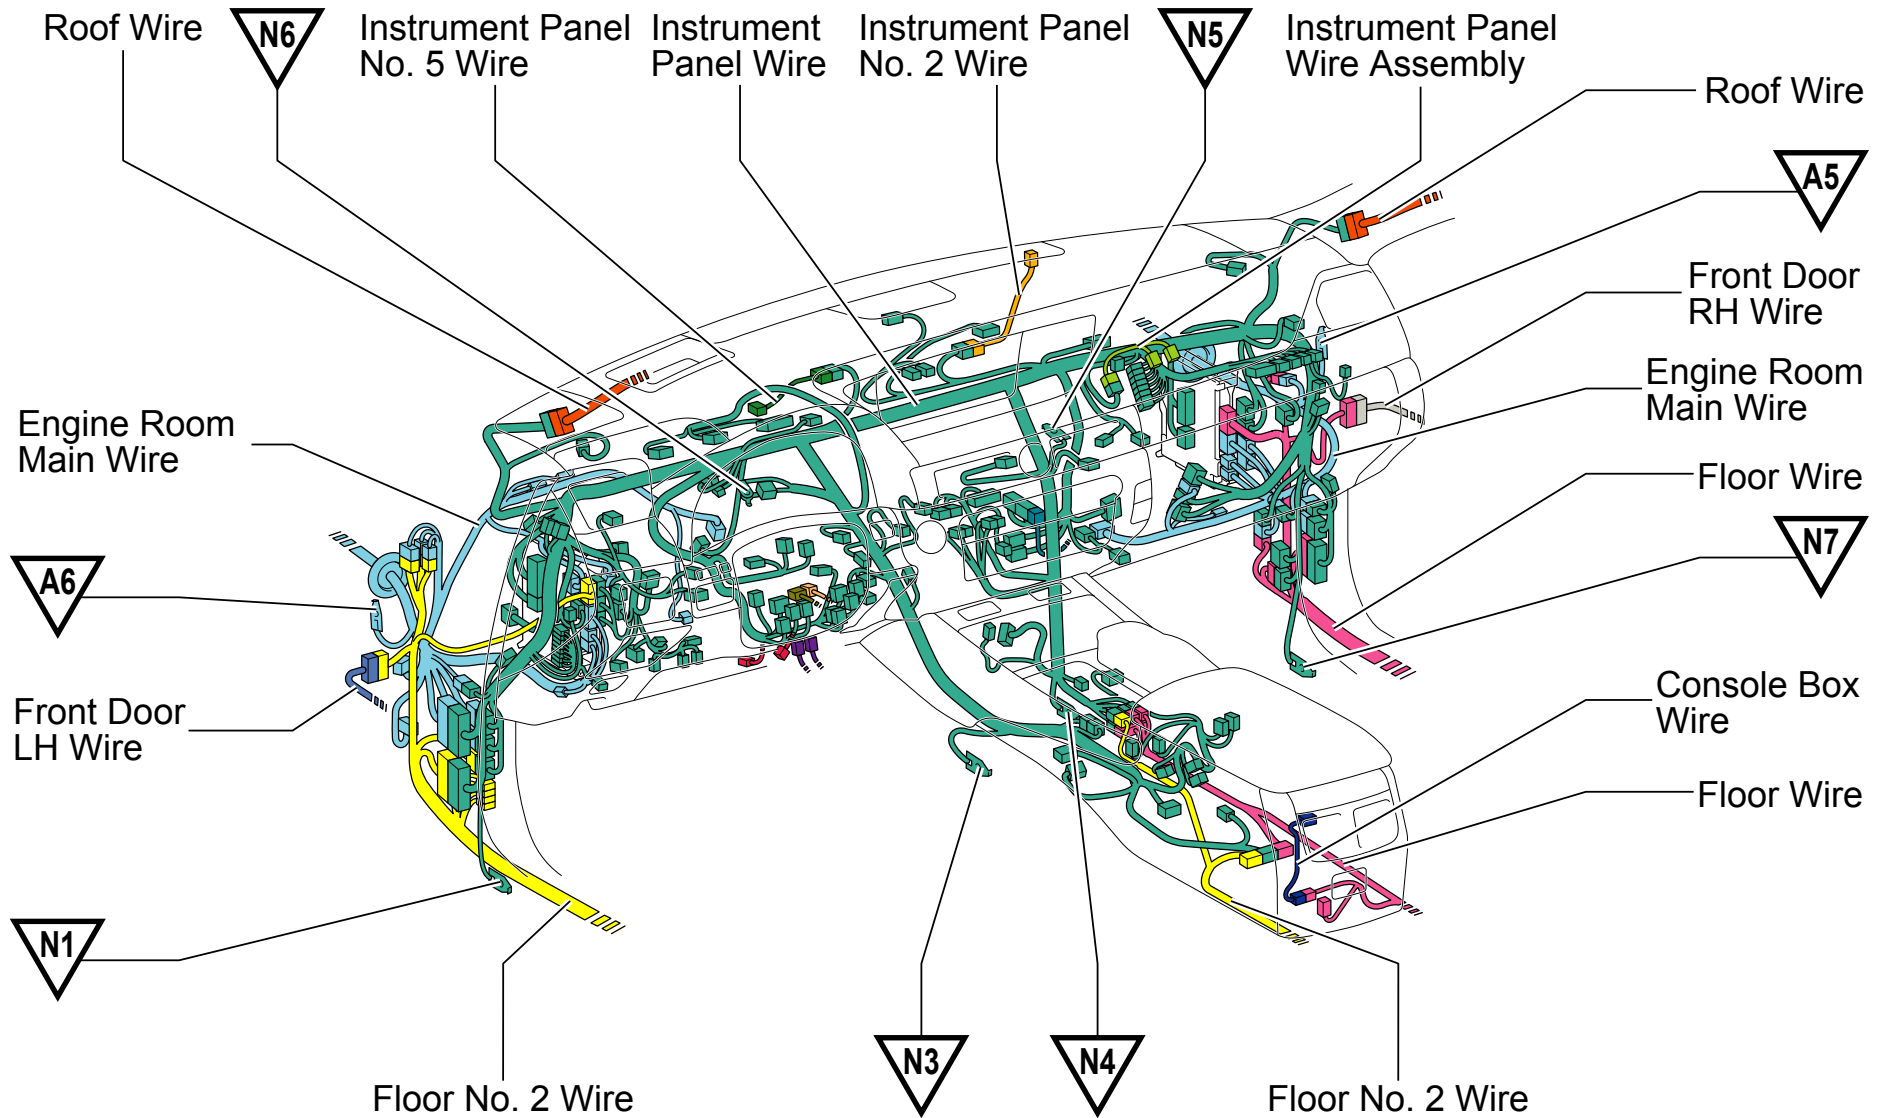 Roof Wire
N6
Instrument Panel
No. 5 Wire
Instrument
Panel Wire
Instrument Panel
No. 2 Wire
N5
Instrument Panel
Wire Assembly
Roof Wire
A5
Front Door
RH Wire
Engine Room
Main Wire
Engine Room
Main Wire
Floor Wire
N7
A6
Console Box
Wire
Front Door
LH Wire
Floor Wire
N1
N3
N4
Floor No. 2 Wire
Floor No. 2 Wire